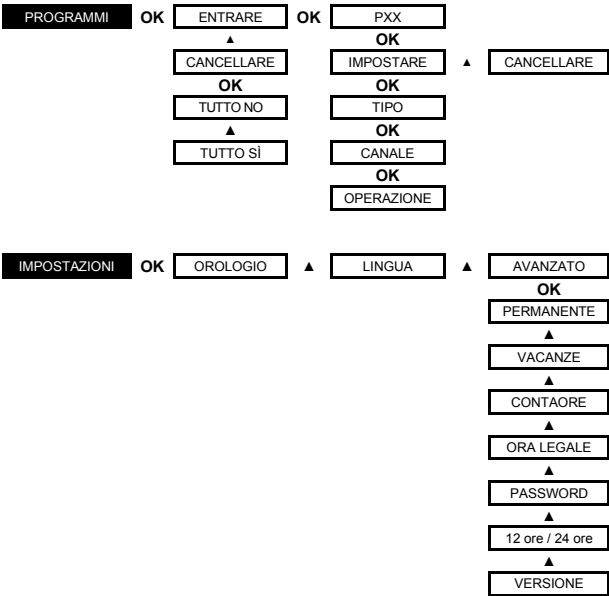 PROGRAMMI OK ENTRARE OK PXX
▲ OK
CANCELLARE IMPOSTARE ▲ CANCELLARE
OK OK
TUTTO NO TIPO
▲ OK
TUTTO SÌ CANALE
OK
OPERAZIONE
IMPOSTAZIONI OK OROLOGIO ▲ LINGUA ▲ AVANZATO
OK
PERMANENTE
▲
VACANZE
▲
CONTAORE
▲
ORA LEGALE
▲
PASSWORD
▲
12 ore / 24 ore
▲
VERSIONE